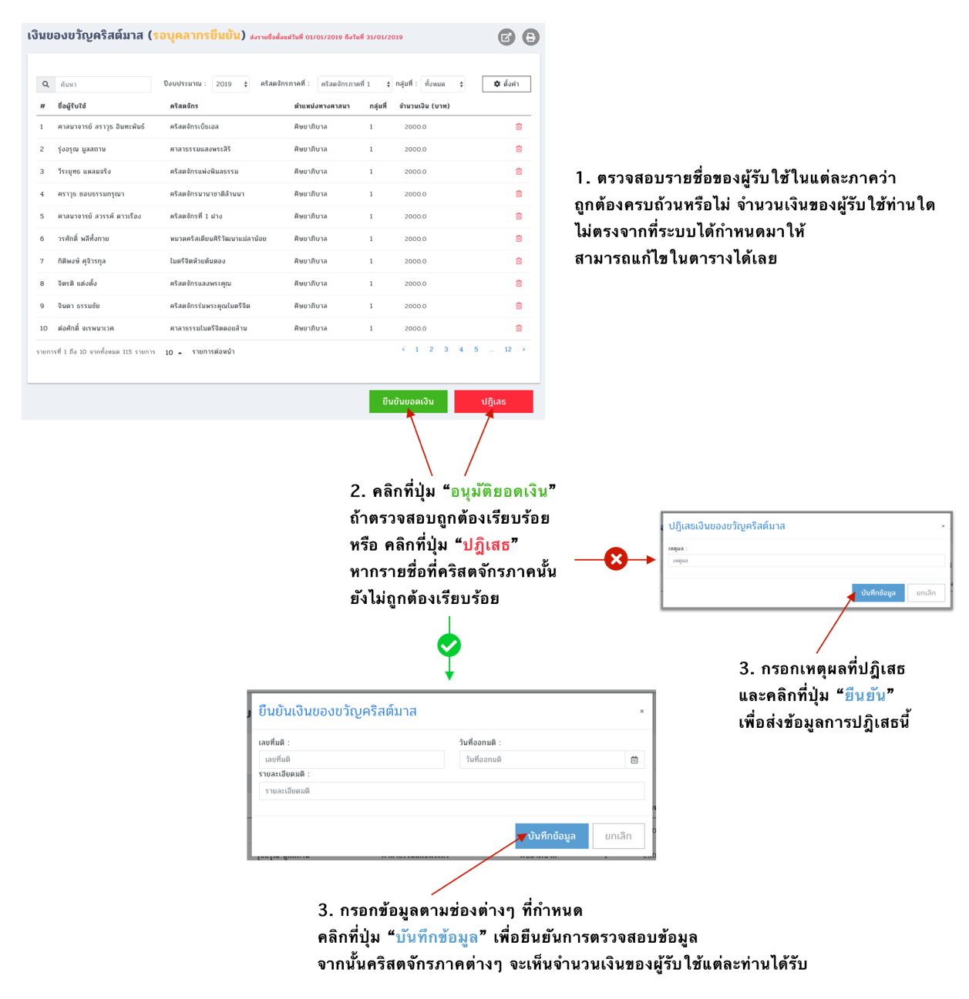 เงินของขวัญคริสต์มาส (รอบุคลากรยืนยัน) ส่งรายชื่อตั้งแต่วันที่ 01/01/2019 ถึงวันที่ 31/01/2019
ค้นหา ปีงบประมาณ : 2019 คริสตจักรภาคที่ : คริสตจักรภาคที่ 1 กลุ่มที่ : ทั้งหมด ตั้งค่า
# ชื่อผู้รับใช้ คริสตจักร ตำแหน่งทางศาสนา กลุ่มที่ จำนวนเงิน (บาท)
1 ศาสนาจารย์ สราวุธ อินทะพันธ์ คริสตจักรเบ็ธเอล ศิษยาภิบาล 1 2000.0
2 รุ่งอรุณ มูลสถาน ศาลาธรรมแสงพระสิริ ศิษยาภิบาล 1 2000.0
3 วีระยุทธ แหลมจริง คริสตจักรแห่งพิมลธรรม ศิษยาภิบาล 1 2000.0
4 ศราวุธ ชอบธรรมกรุณา คริสตจักรนานาชาติล้านนา ศิษยาภิบาล 1 2000.0
5 ศาสนาจารย์ สวรรค์ ดาวเรือง คริสตจักรที่ 1 ฝาง ศิษยาภิบาล 1 2000.0
6 วรศักดิ์ พลีทั้งกาย หมวดคริสเตียนศิริวัฒนาแม่ลาน้อย ศิษยาภิบาล 1 2000.0
7 กิติพงษ์ ศุจิวรกุล ไมตรีจิตห้วยต้นตอง ศิษยาภิบาล 1 2000.0
8 จิตรดิ แต่งตั้ง คริสตจักรแสงพระคุณ ศิษยาภิบาล 1 2000.0
9 จินดา ธรรมชัย คริสตจักรร่มพระคุณไมตรีจิต ศิษยาภิบาล 1 2000.0
10 ต่อศักดิ์ จเรพนาเวศ ศาลาธรรมไมตรีจิตดอยล้าน ศิษยาภิบาล 1 2000.0
รายการที่ 1 ถึง 10 จากทั้งหมด 115 รายการ 10 รายการต่อหน้า ‹ 1 2 3 4 5 … 12 ›
ยืนยันยอดเงิน ปฎิเสธ
1. ตรวจสอบรายชื่อของผู้รับใช้ในแต่ละภาคว่า
ถูกต้องครบถ้วนหรือไม่ จำนวนเงินของผู้รับใช้ท่านใด
ไม่ตรงจากที่ระบบได้กำหนดมาให้
สามารถแก้ไขในตารางได้เลย
2. คลิกที่ปุ่ม “อนุมัติยอดเงิน”
ถ้าตรวจสอบถูกต้องเรียบร้อย
หรือ คลิกที่ปุ่ม “ปฎิเสธ”
หากรายชื่อที่คริสตจักรภาคนั้น
ยังไม่ถูกต้องเรียบร้อย
ปฎิเสธเงินของขวัญคริสต์มาส ×
เหตุผล :
เหตุผล
บันทึกข้อมูล ยกเลิก
3. กรอกเหตุผลที่ปฎิเสธ
และคลิกที่ปุ่ม “ยืนยัน”
เพื่อส่งข้อมูลการปฎิเสธนี้
ยืนยันเงินของขวัญคริสต์มาส ×
เลขที่มติ : วันที่ออกมติ :
เลขที่มติ วันที่ออกมติ
รายละเอียดมติ :
รายละเอียดมติ
บันทึกข้อมูล ยกเลิก
3. กรอกข้อมูลตามช่องต่างๆ ที่กำหนด
คลิกที่ปุ่ม “บันทึกข้อมูล” เพื่อยืนยันการตรวจสอบข้อมูล
จากนั้นคริสตจักรภาคต่างๆ จะเห็นจำนวนเงินของผู้รับใช้แต่ละท่านได้รับ